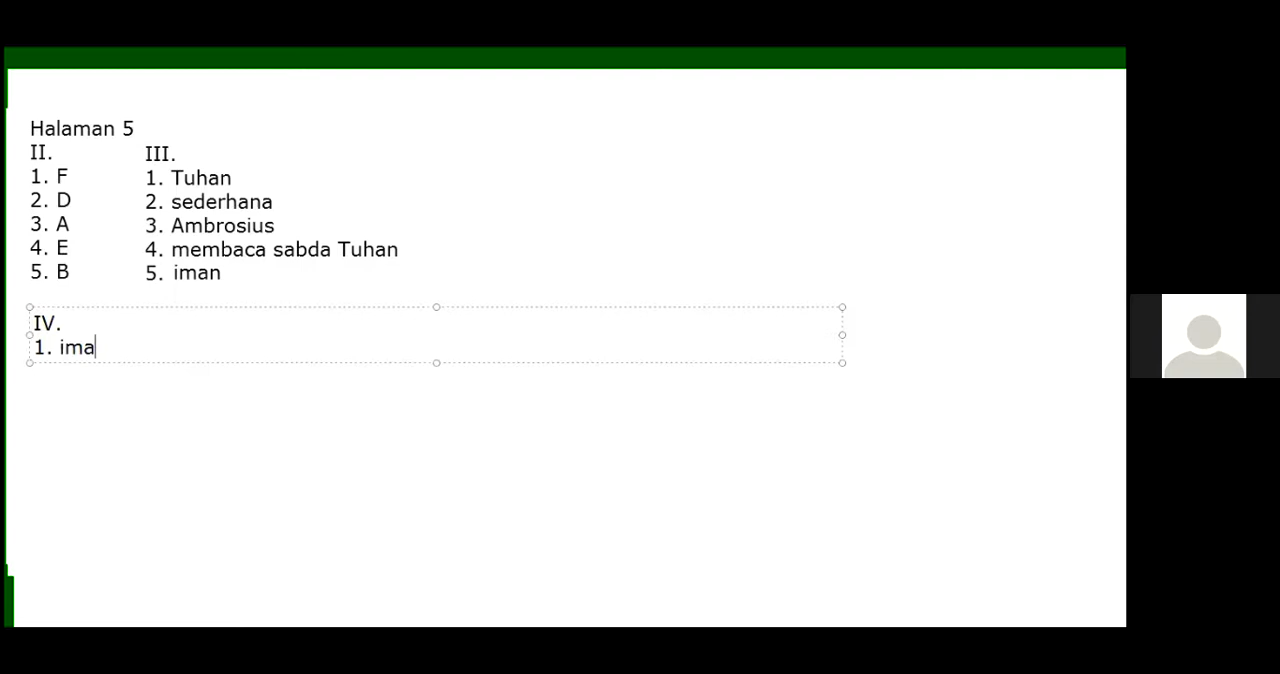 Halaman 5
II.
1. F
2. D
3. A
4. E
5. B
III.
1. Tuhan
2. sederhana
3. Ambrosius
4. membaca sabda Tuhan
5. iman
IV.
1. ima